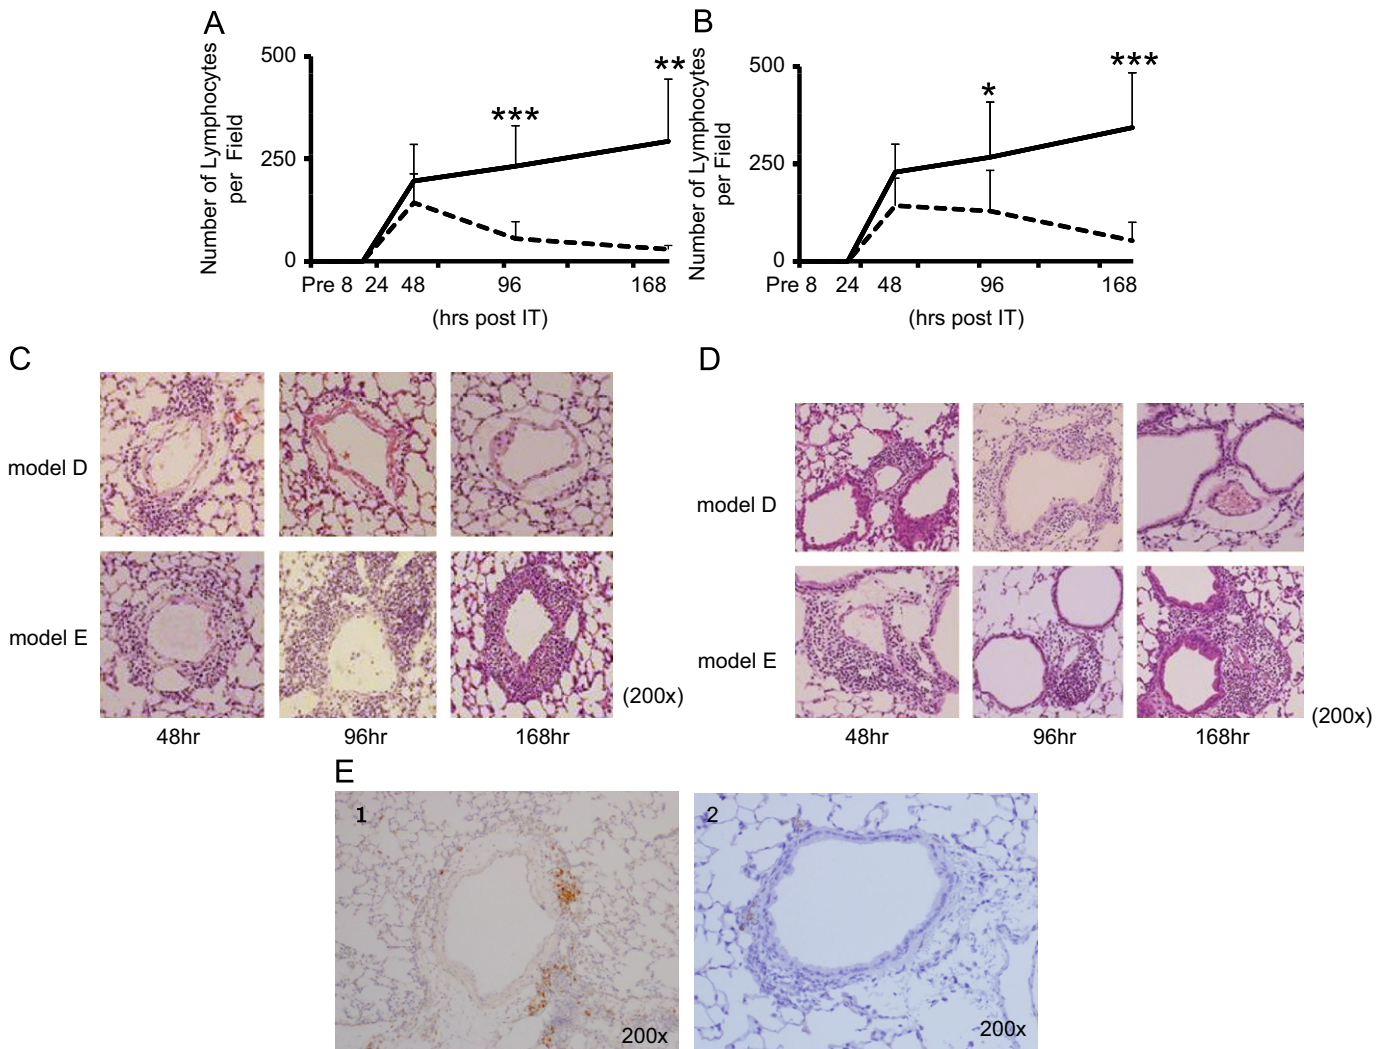 A
Number of Lymphocytes
per Field
500
250
0
***
**
Pre 8 24 48 96 168
(hrs post IT)
B
Number of Lymphocytes
per Field
500
250
0
*
***
Pre 8 24 48 96 168
(hrs post IT)
C
model D
model E
48hr 96hr 168hr
(200x)
D
model D
model E
48hr 96hr 168hr
(200x)
E
1
200x
2
200x